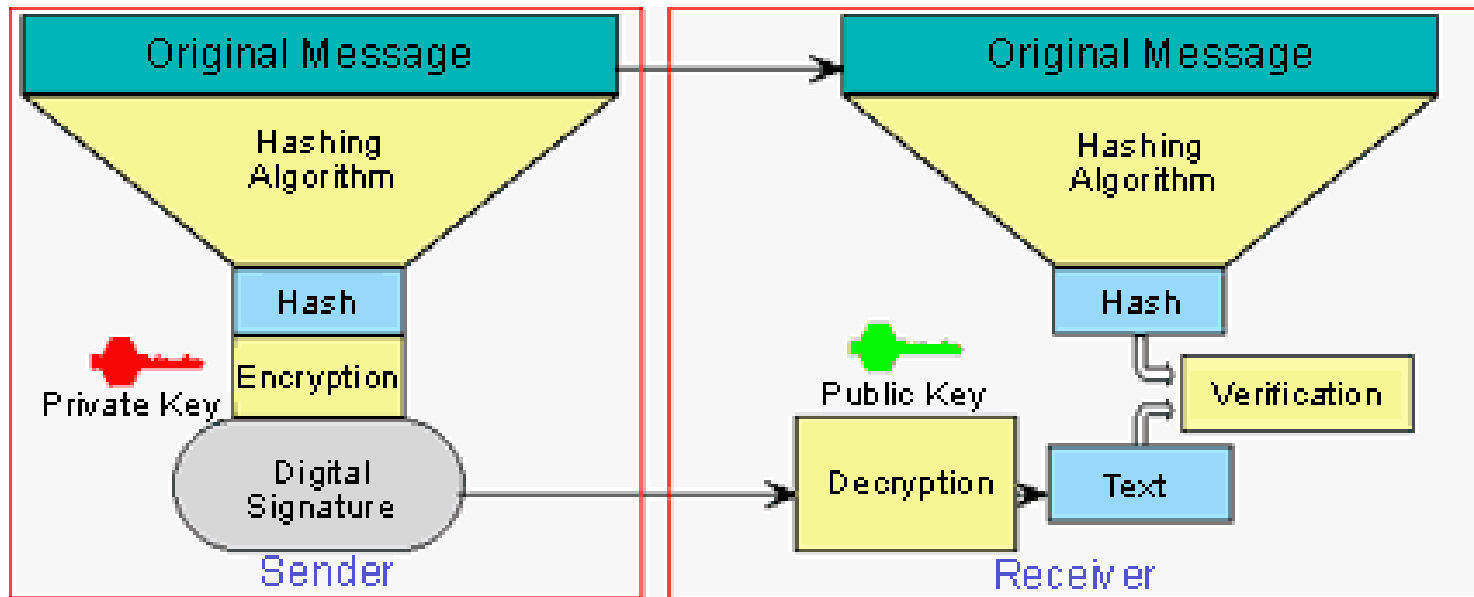 Original Message
Hashing
Algorithm
Hash
Private Key
Encryption
Digital
Signature
Sender
Original Message
Hashing
Algorithm
Hash
Public Key
Verification
Decryption
Text
Receiver